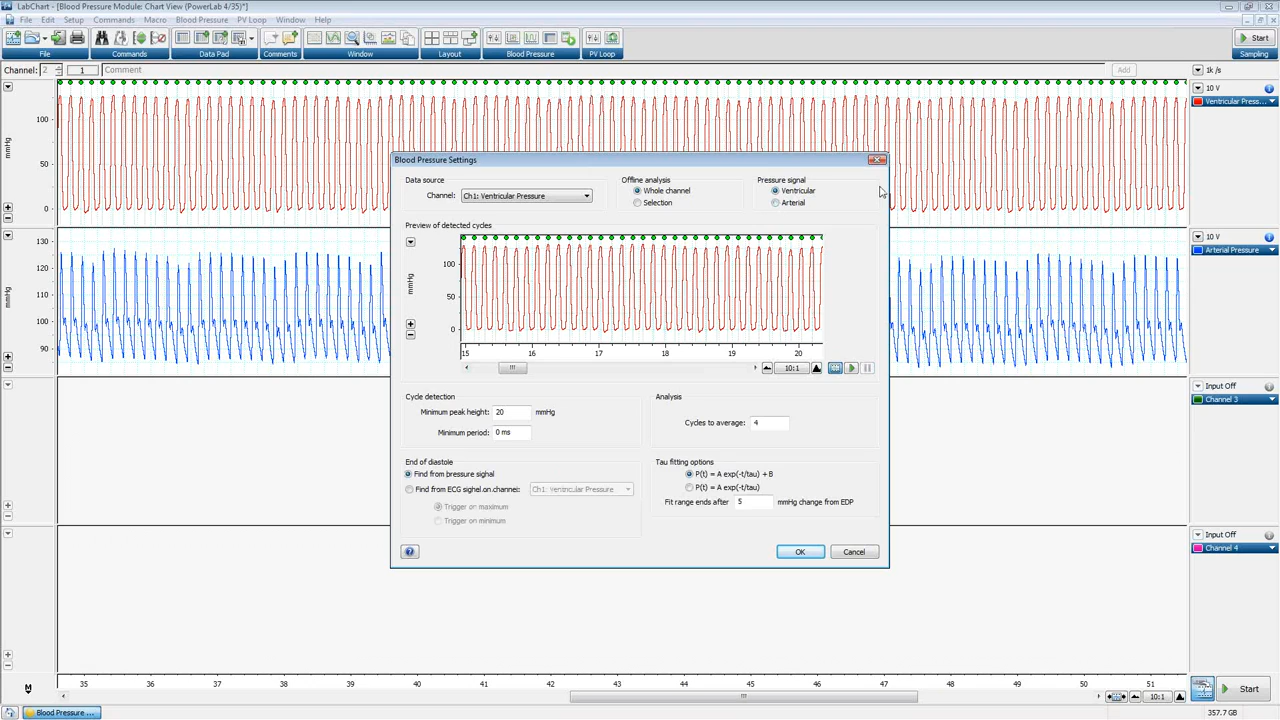 LabChart - [Blood Pressure Module: Chart View (PowerLab 4/35)*]
File Edit Setup Commands Macro Blood Pressure PV Loop Window Help
Start
File Commands Data Pad Comments Window Layout Blood Pressure PV Loop Sampling
Channel: 2 1 Comment Add 1k /s
10 V
Ventricular Press...
mmHg
100
50
0
10 V
Arterial Pressure
mmHg
130
120
110
100
90
Input Off
Channel 3
Input Off
Channel 4
Blood Pressure Settings
Data source
Channel: Ch1: Ventricular Pressure
Offline analysis
Whole channel
Selection
Pressure signal
Ventricular
Arterial
Preview of detected cycles
mmHg
100
50
0
15 16 17 18 19 20
10:1
Cycle detection
Minimum peak height: 20 mmHg
Minimum period: 0 ms
Analysis
Cycles to average: 4
End of diastole
Find from pressure signal
Find from ECG signel.on.channel: Ch1: Ventricular Pressure
Trigger on maximum
Trigger on minimum
Tau fitting options
P(t) = A exp(-t/tau) + B
P(t) = A exp(-t/tau)
Fit range ends after 5 mmHg change from EDP
OK Cancel
35 36 37 38 39 40 41 42 43 44 45 46 47 48 49 50 51
10:1
Start
Blood Pressure ...
357.7 GB